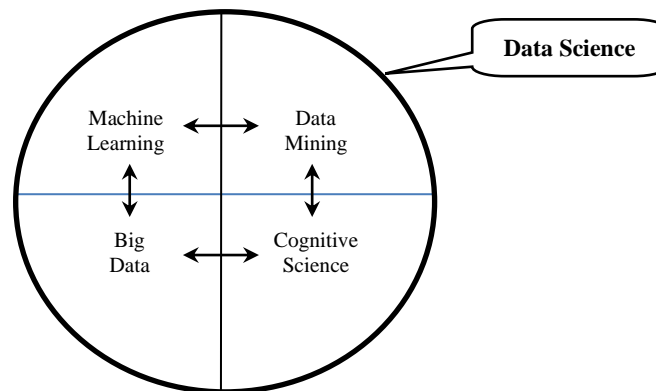 Data Science
Machine
Learning
Data
Mining
Big
Data
Cognitive
Science